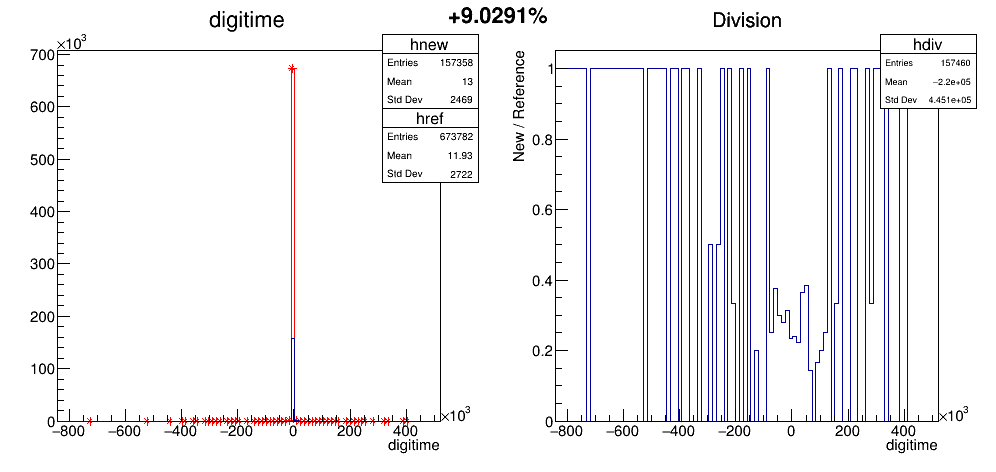 +9.0291%
digitime
×10³
hnew
Entries 157358
Mean 13
Std Dev 2469
href
Entries 673782
Mean 11.93
Std Dev 2722
700
600
500
400
300
200
100
0
−800 −600 −400 −200 0 200 400 ×10³
digitime
Division
New / Reference
hdiv
Entries 157460
Mean −2.2e+05
Std Dev 4.451e+05
1
0.8
0.6
0.4
0.2
0
−800 −600 −400 −200 0 200 400 ×10³
digitime